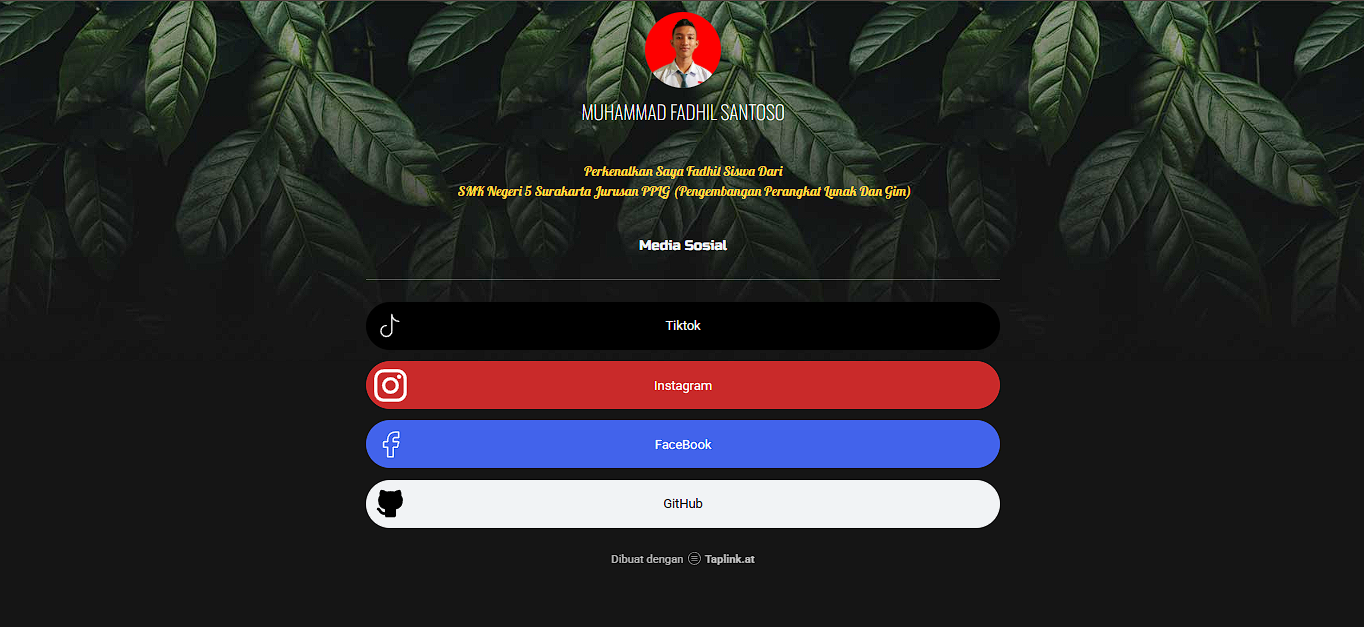 MUHAMMAD FADHIL SANTOSO
Perkenalkan Saya Fadhil Siswa Dari
SMK Negeri 5 Surakarta Jurusan PPLG (Pengembangan Perangkat Lunak Dan Gim)
Media Sosial
Tiktok
Instagram
FaceBook
GitHub
Dibuat dengan Taplink.at